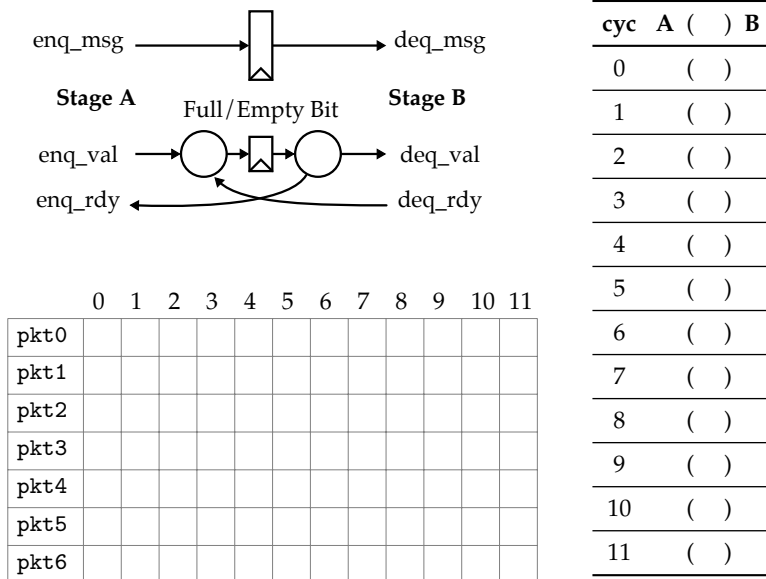 enq_msg deq_msg
Stage A Stage B
Full/Empty Bit
enq_val deq_val
enq_rdy deq_rdy
0 1 2 3 4 5 6 7 8 9 10 11
pkt0
pkt1
pkt2
pkt3
pkt4
pkt5
pkt6
cyc A ( ) B
0 ( )
1 ( )
2 ( )
3 ( )
4 ( )
5 ( )
6 ( )
7 ( )
8 ( )
9 ( )
10 ( )
11 ( )